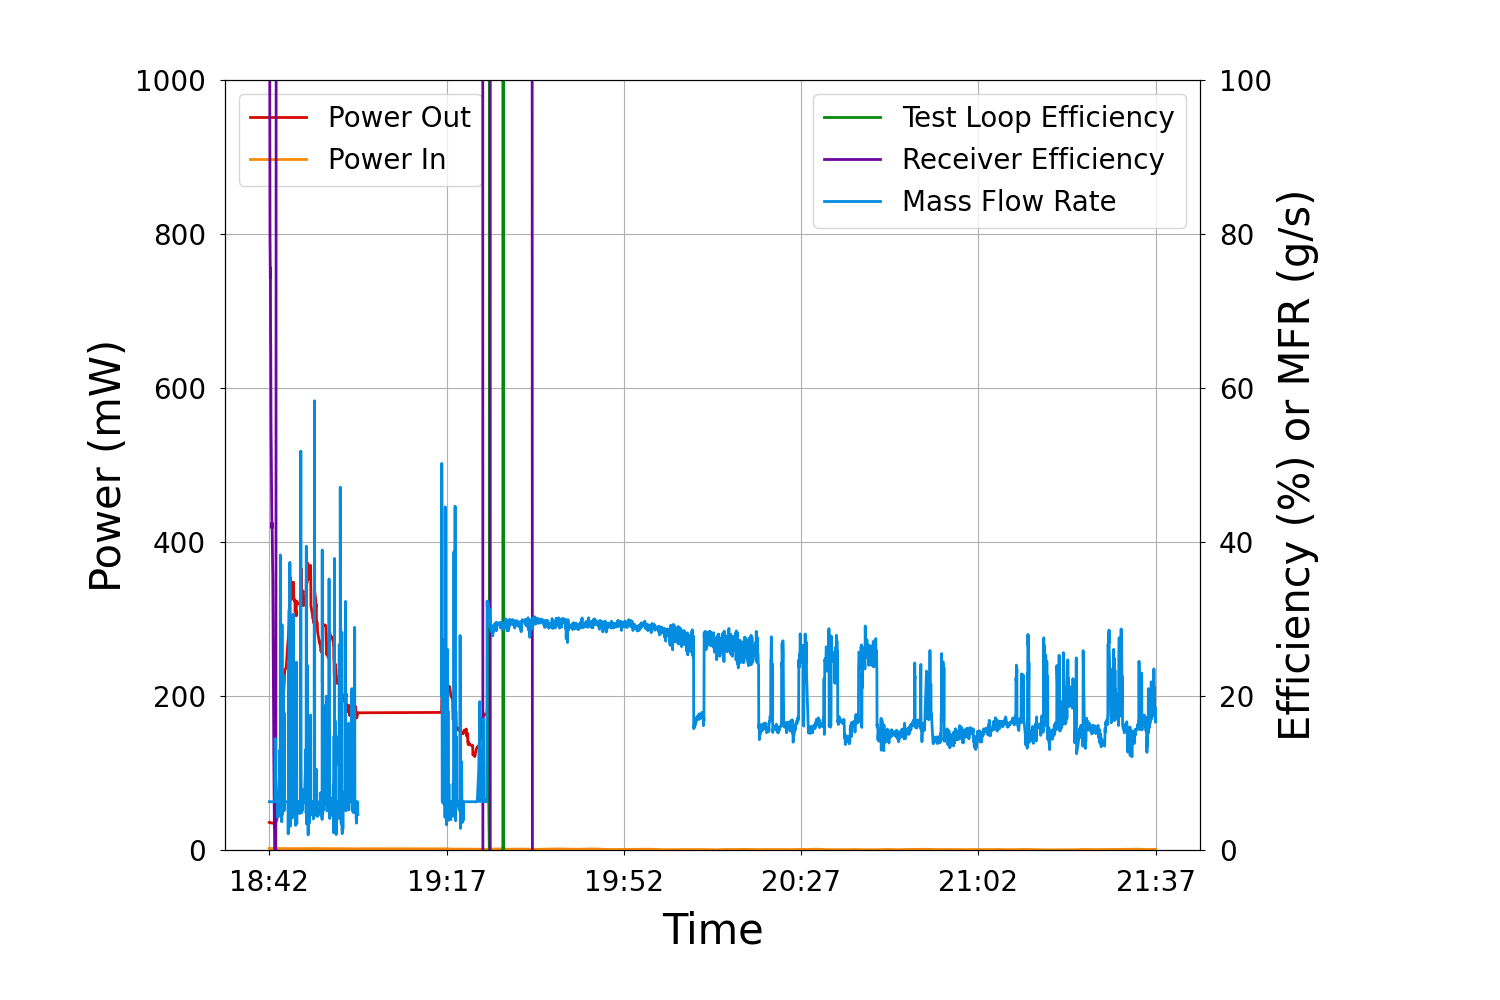 1000
800
600
400
200
0
Power (mW)
Power Out
Power In
Test Loop Efficiency
Receiver Efficiency
Mass Flow Rate
100
80
60
40
20
0
Efficiency (%) or MFR (g/s)
18:42
19:17
19:52
20:27
21:02
21:37
Time